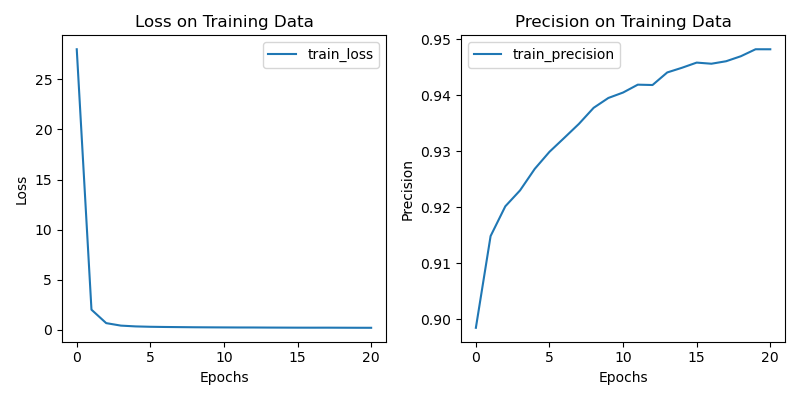 Loss on Training Data
train_loss
25
20
15
10
5
0
Loss
0 5 10 15 20
Epochs
Precision on Training Data
train_precision
0.95
0.94
0.93
0.92
0.91
0.90
Precision
0 5 10 15 20
Epochs